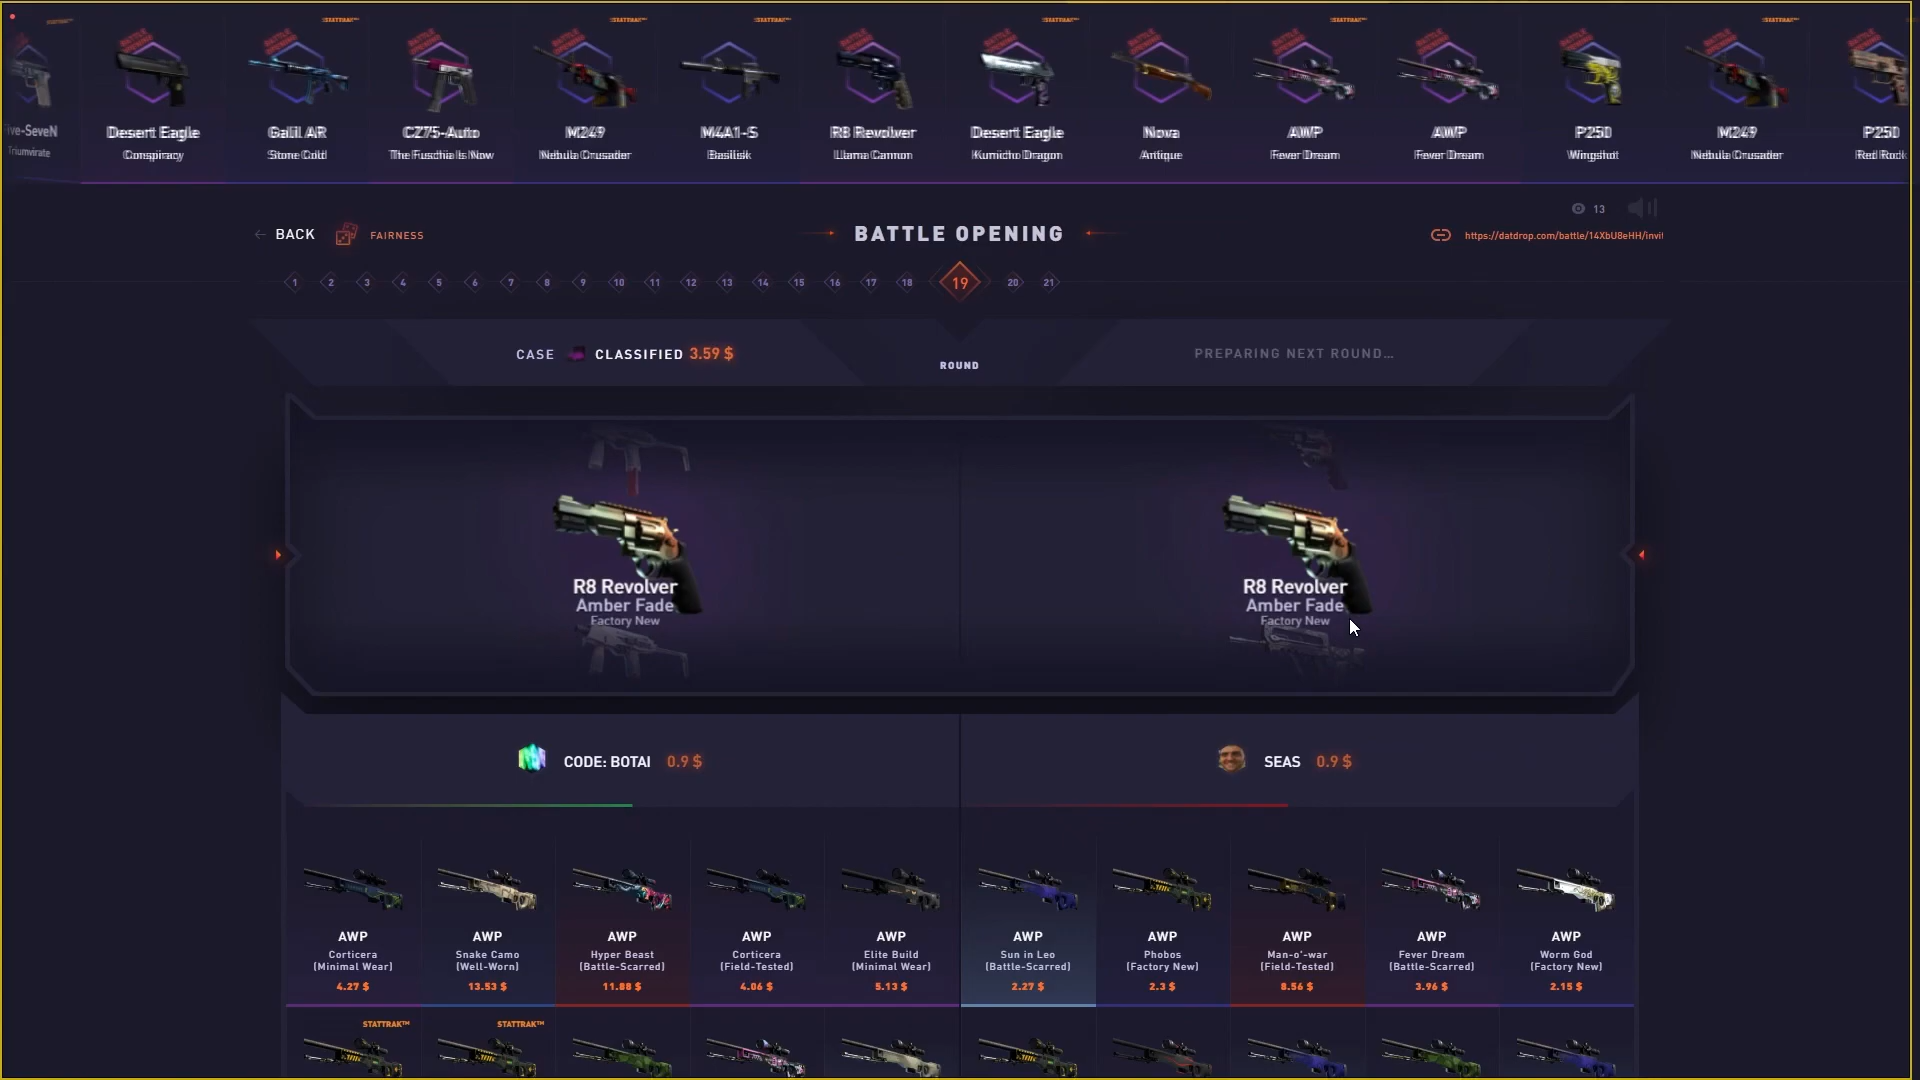 STATTRAK™ STATTRAK™ STATTRAK™ STATTRAK™ STATTRAK™ STATTRAK™
Desert Eagle Galil AR CZ75-Auto M249 M4A1-S R8 Revolver Desert Eagle Nova AWP AWP P250 M249 P250
Triumvirate Conspiracy Stone Cold The Fuschia Is Now Nebula Crusader Basilisk Llama Cannon Kumicho Dragon Antique Fever Dream Fever Dream Wingshot Nebula Crusader Red Rock
13
BACK FAIRNESS BATTLE OPENING https://datdrop.com/battle/14XbU8eHH/invi
1 2 3 4 5 6 7 8 9 10 11 12 13 14 15 16 17 18 19 20 21
CASE CLASSIFIED 3.59 $ ROUND PREPARING NEXT ROUND...
R8 Revolver R8 Revolver
Amber Fade Amber Fade
Factory New Factory New
CODE: BOTAI 0.9 $ SEAS 0.9 $
AWP AWP AWP AWP AWP AWP AWP AWP AWP AWP
Corticera Snake Camo Hyper Beast Corticera Elite Build Sun in Leo Phobos Man-o'-war Fever Dream Worm God
(Minimal Wear) (Well-Worn) (Battle-Scarred) (Field-Tested) (Minimal Wear) (Battle-Scarred) (Factory New) (Field-Tested) (Battle-Scarred) (Factory New)
4.27 $ 13.53 $ 11.88 $ 4.06 $ 5.13 $ 2.27 $ 2.3 $ 8.56 $ 3.96 $ 2.15 $
STATTRAK™ STATTRAK™